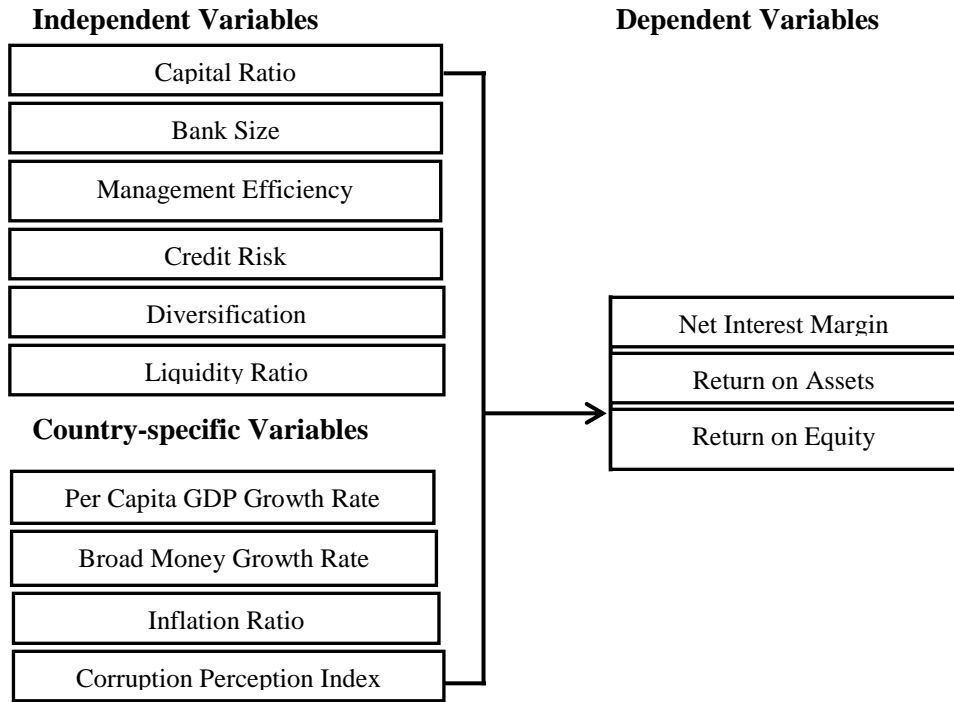 Independent Variables
Dependent Variables
Capital Ratio
Bank Size
Management Efficiency
Credit Risk
Diversification
Liquidity Ratio
Country-specific Variables
Per Capita GDP Growth Rate
Broad Money Growth Rate
Inflation Ratio
Corruption Perception Index
Net Interest Margin
Return on Assets
Return on Equity